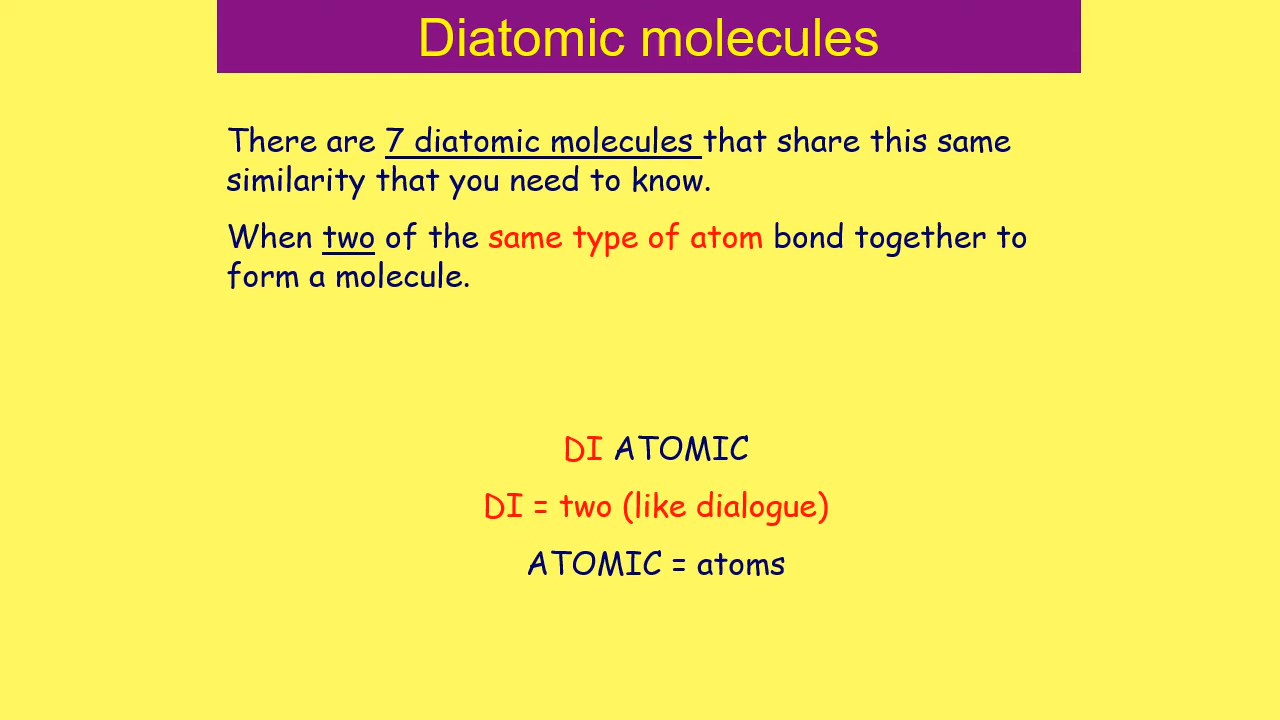 Diatomic molecules
There are 7 diatomic molecules that share this same
similarity that you need to know.
When two of the same type of atom bond together to
form a molecule.
DI ATOMIC
DI = two (like dialogue)
ATOMIC = atoms